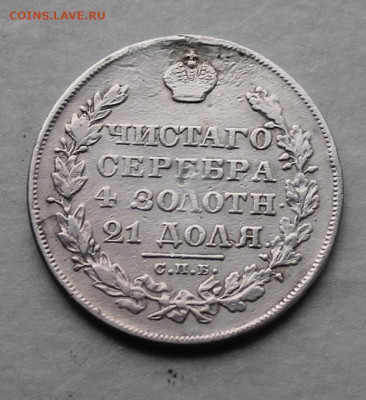 COINS.LAVE.RU
ЧИСТАГО
СЕРЕБРА
4 ЗОЛОТН
21 ДОЛЯ.
С.П.Б.